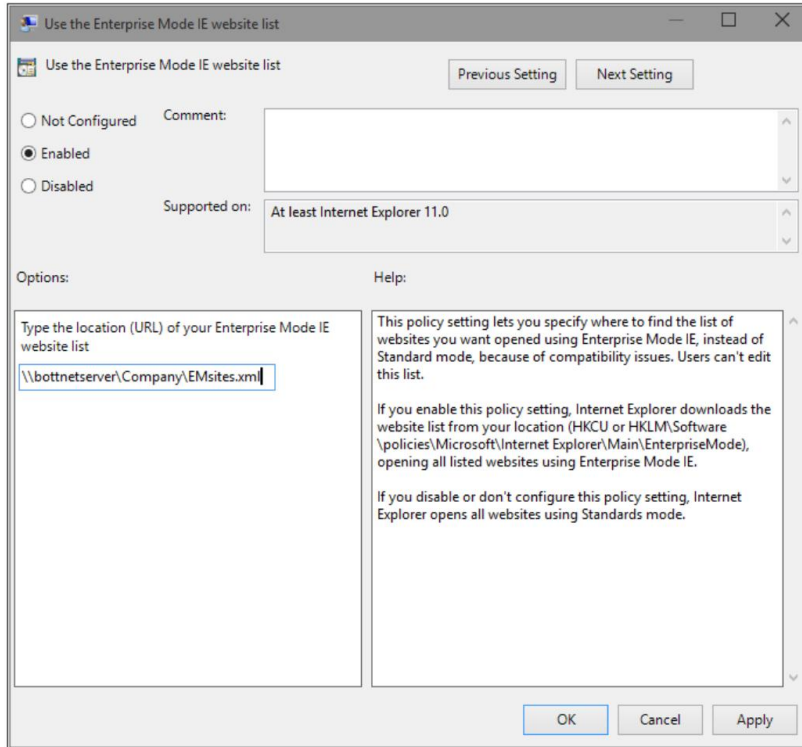 Use the Enterprise Mode IE website list
Use the Enterprise Mode IE website list
Previous Setting
Next Setting
Not Configured
Comment:
Enabled
Disabled
Supported on:
At least Internet Explorer 11.0
Options:
Help:
Type the location (URL) of your Enterprise Mode IE
website list
\\bottnetserver\Company\EMsites.xml
This policy setting lets you specify where to find the list of
websites you want opened using Enterprise Mode IE, instead of
Standard mode, because of compatibility issues. Users can't edit
this list.
If you enable this policy setting, Internet Explorer downloads the
website list from your location (HKCU or HKLM\Software
\policies\Microsoft\Internet Explorer\Main\EnterpriseMode),
opening all listed websites using Enterprise Mode IE.
If you disable or don't configure this policy setting, Internet
Explorer opens all websites using Standards mode.
OK
Cancel
Apply